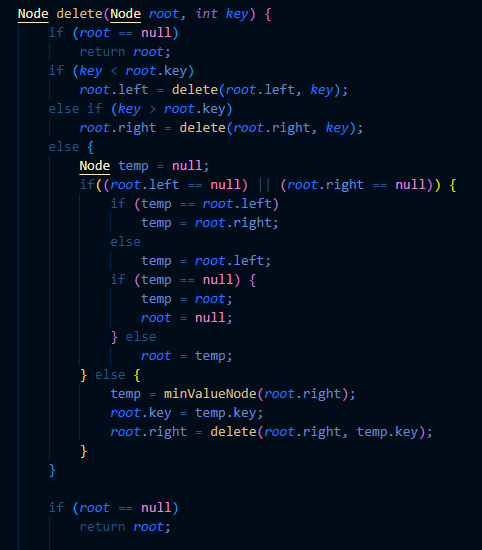 Node delete(Node root, int key) {
    if (root == null)
        return root;
    if (key < root.key)
        root.left = delete(root.left, key);
    else if (key > root.key)
        root.right = delete(root.right, key);
    else {
        Node temp = null;
        if((root.left == null) || (root.right == null)) {
            if (temp == root.left)
                temp = root.right;
            else
                temp = root.left;
            if (temp == null) {
                temp = root;
                root = null;
            } else
                root = temp;
        } else {
            temp = minValueNode(root.right);
            root.key = temp.key;
            root.right = delete(root.right, temp.key);
        }
    }

    if (root == null)
        return root;